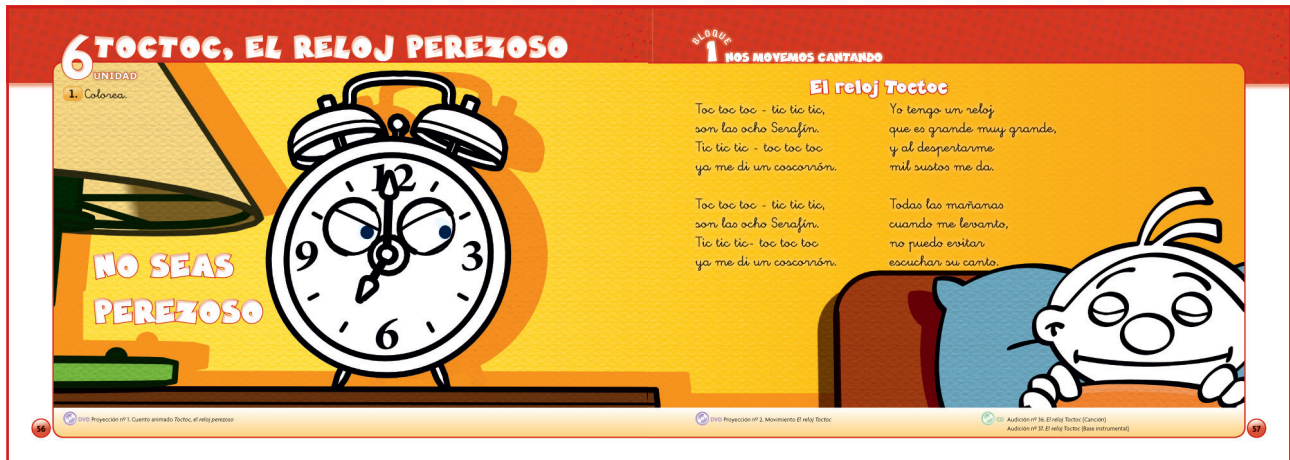 6 TOCTOC, EL RELOJ PEREZOSO
UNIDAD
1. Colorea.
12
9
3
6
NO SEAS
PEREZOSO
DVD Proyección nº 1. Cuento animado Toctoc, el reloj perezoso
56
BLOQUE
1 NOS MOVEMOS CANTANDO
El reloj Toctoc
Toc toc toc - tic tic tic,
son las ocho Serafín.
Tic tic tic - toc toc toc
ya me di un coscorrón.
Toc toc toc - tic tic tic,
son las ocho Serafín.
Tic tic tic- toc toc toc
ya me di un coscorrón.
Yo tengo un reloj
que es grande muy grande,
y al despertarme
mil sustos me da.
Todas las mañanas
cuando me levanto,
no puedo evitar
escuchar su canto.
DVD Proyección nº 2. Movimiento El reloj Toctoc
CD Audición nº 36. El reloj Toctoc (Canción)
Audición nº 37. El reloj Toctoc (Base instrumental)
57